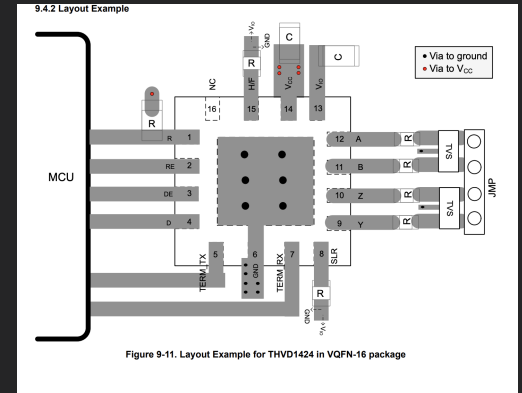 9.4.2 Layout Example
+VIO
GND
C
C
R
NC
H/F
VCC
VIO
16
15
14
13
• Via to ground
• Via to VCC
R
MCU
R 1
RE 2
DE 3
D 4
12 A
11 B
10 Z
9 Y
R
R
R
R
TVS
TVS
JMP
5
6
7
8
TERM_TX
GND
TERM_RX
SLR
R
GND
+VIO
Figure 9-11. Layout Example for THVD1424 in VQFN-16 package